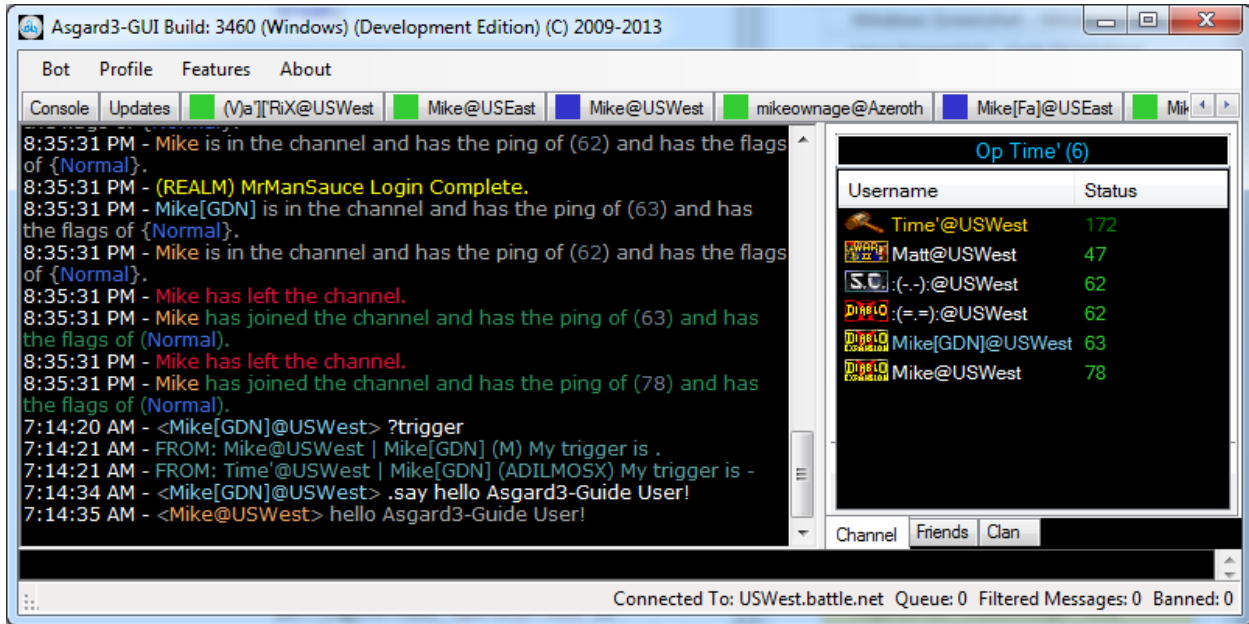 Asgard3-GUI Build: 3460 (Windows) (Development Edition) (C) 2009-2013
Bot Profile Features About
Console Updates (V)a']['RiX@USWest Mike@USEast Mike@USWest mikeownage@Azeroth Mike[Fa]@USEast Mik
the flags of {Normal}.
8:35:31 PM - Mike is in the channel and has the ping of (62) and has the flags
of {Normal}.
8:35:31 PM - (REALM) MrManSauce Login Complete.
8:35:31 PM - Mike[GDN] is in the channel and has the ping of (63) and has
the flags of {Normal}.
8:35:31 PM - Mike is in the channel and has the ping of (62) and has the flags
of {Normal}.
8:35:31 PM - Mike has left the channel.
8:35:31 PM - Mike has joined the channel and has the ping of (63) and has
the flags of (Normal).
8:35:31 PM - Mike has left the channel.
8:35:31 PM - Mike has joined the channel and has the ping of (78) and has
the flags of (Normal).
7:14:20 AM - <Mike[GDN]@USWest> ?trigger
7:14:21 AM - FROM: Mike@USWest | Mike[GDN] (M) My trigger is .
7:14:21 AM - FROM: Time'@USWest | Mike[GDN] (ADILMOSX) My trigger is -
7:14:34 AM - <Mike[GDN]@USWest> .say hello Asgard3-Guide User!
7:14:35 AM - <Mike@USWest> hello Asgard3-Guide User!
Op Time' (6)
Username Status
Time'@USWest 172
WAR II Matt@USWest 47
S.C. :(-.-):@USWest 62
DIABLO :(=.=):@USWest 62
DIABLO EXPANSION Mike[GDN]@USWest 63
DIABLO EXPANSION Mike@USWest 78
Channel Friends Clan
Connected To: USWest.battle.net Queue: 0 Filtered Messages: 0 Banned: 0